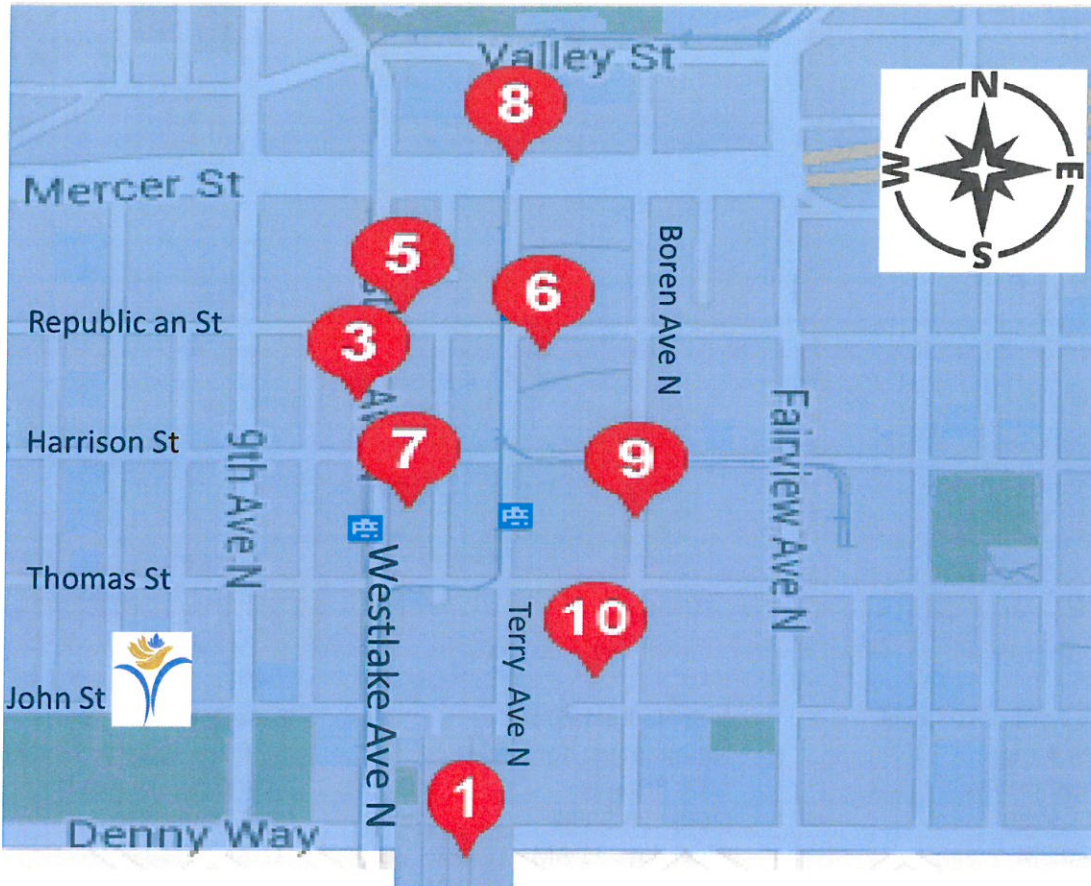 Valley St
8
N
W
E
S
Mercer St
5
Boren Ave N
6
Republic an St
3
Fairview Ave N
Harrison St
9th Ave N
7
9
Thomas St
Westlake Ave N
Terry Ave N
10
John St
1
Denny Way